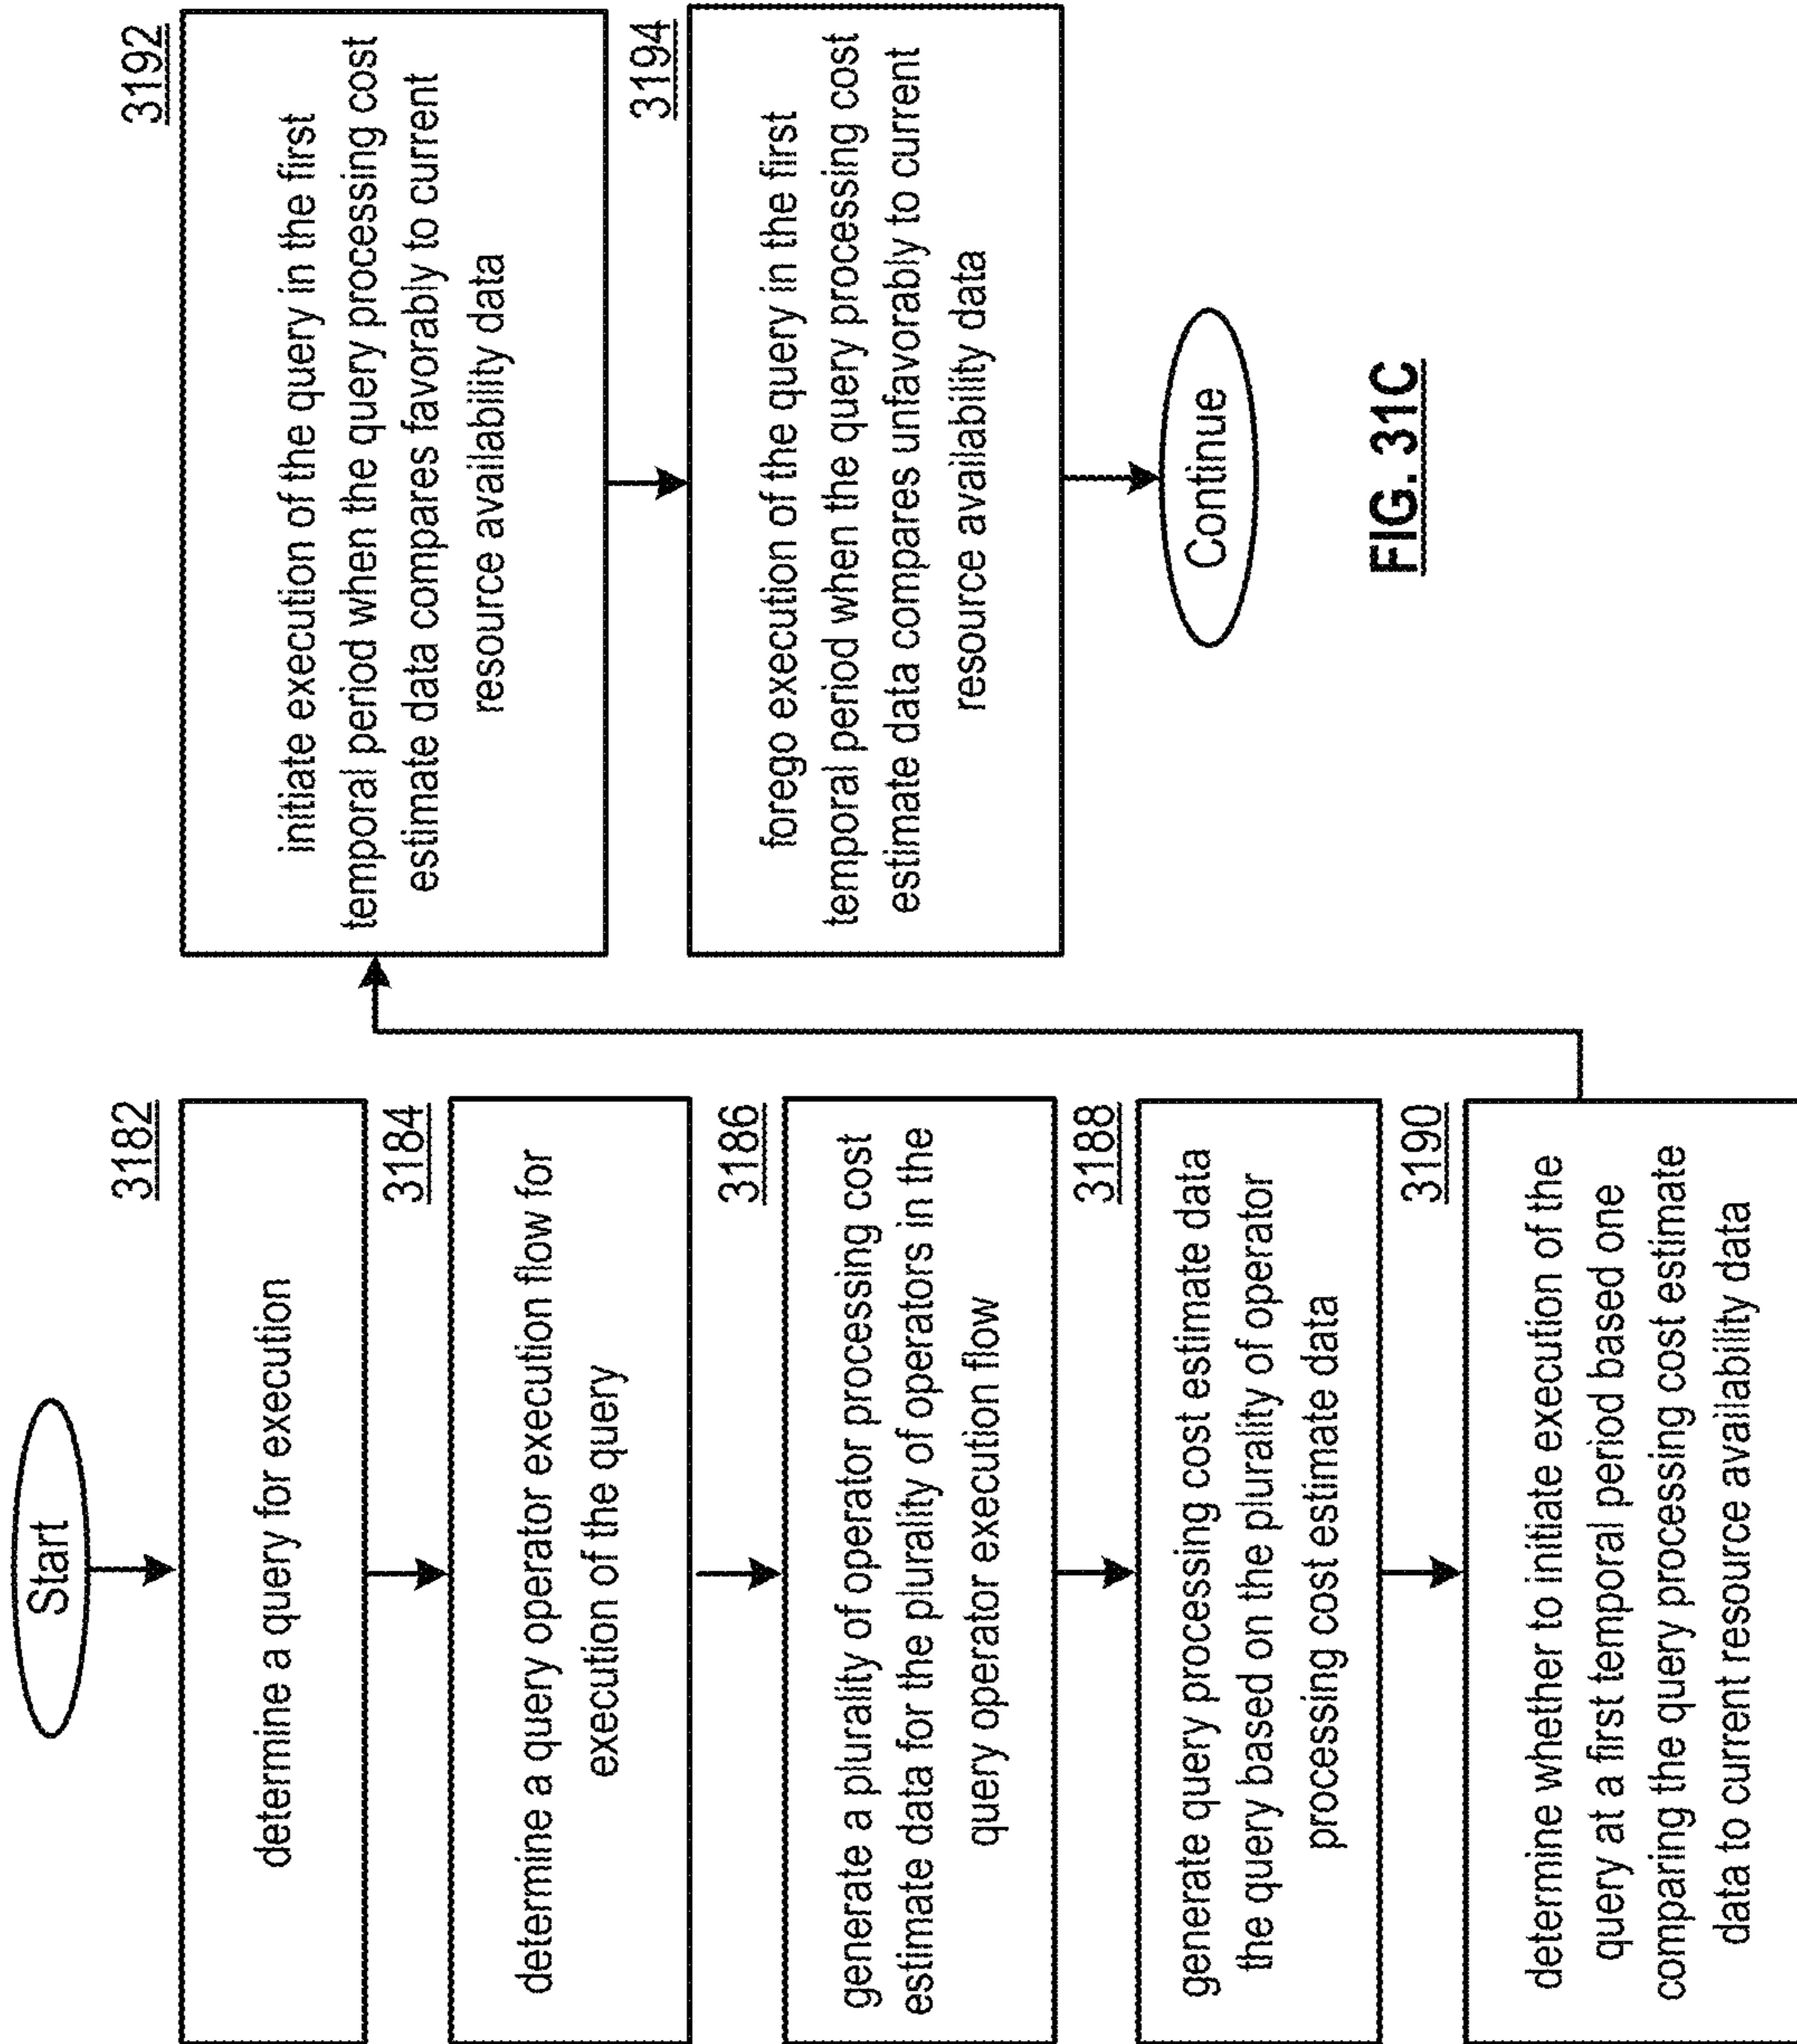 Start
3182
determine a query for execution
3184
determine a query operator execution flow for
execution of the query
3186
generate a plurality of operator processing cost
estimate data for the plurality of operators in the
query operator execution flow
3188
generate query processing cost estimate data
the query based on the plurality of operator
processing cost estimate data
3190
determine whether to initiate execution of the
query at a first temporal period based one
comparing the query processing cost estimate
data to current resource availability data
3192
initiate execution of the query in the first
temporal period when the query processing cost
estimate data compares favorably to current
resource availability data
3194
forego execution of the query in the first
temporal period when the query processing cost
estimate data compares unfavorably to current
resource availability data
Continue
FIG. 31C